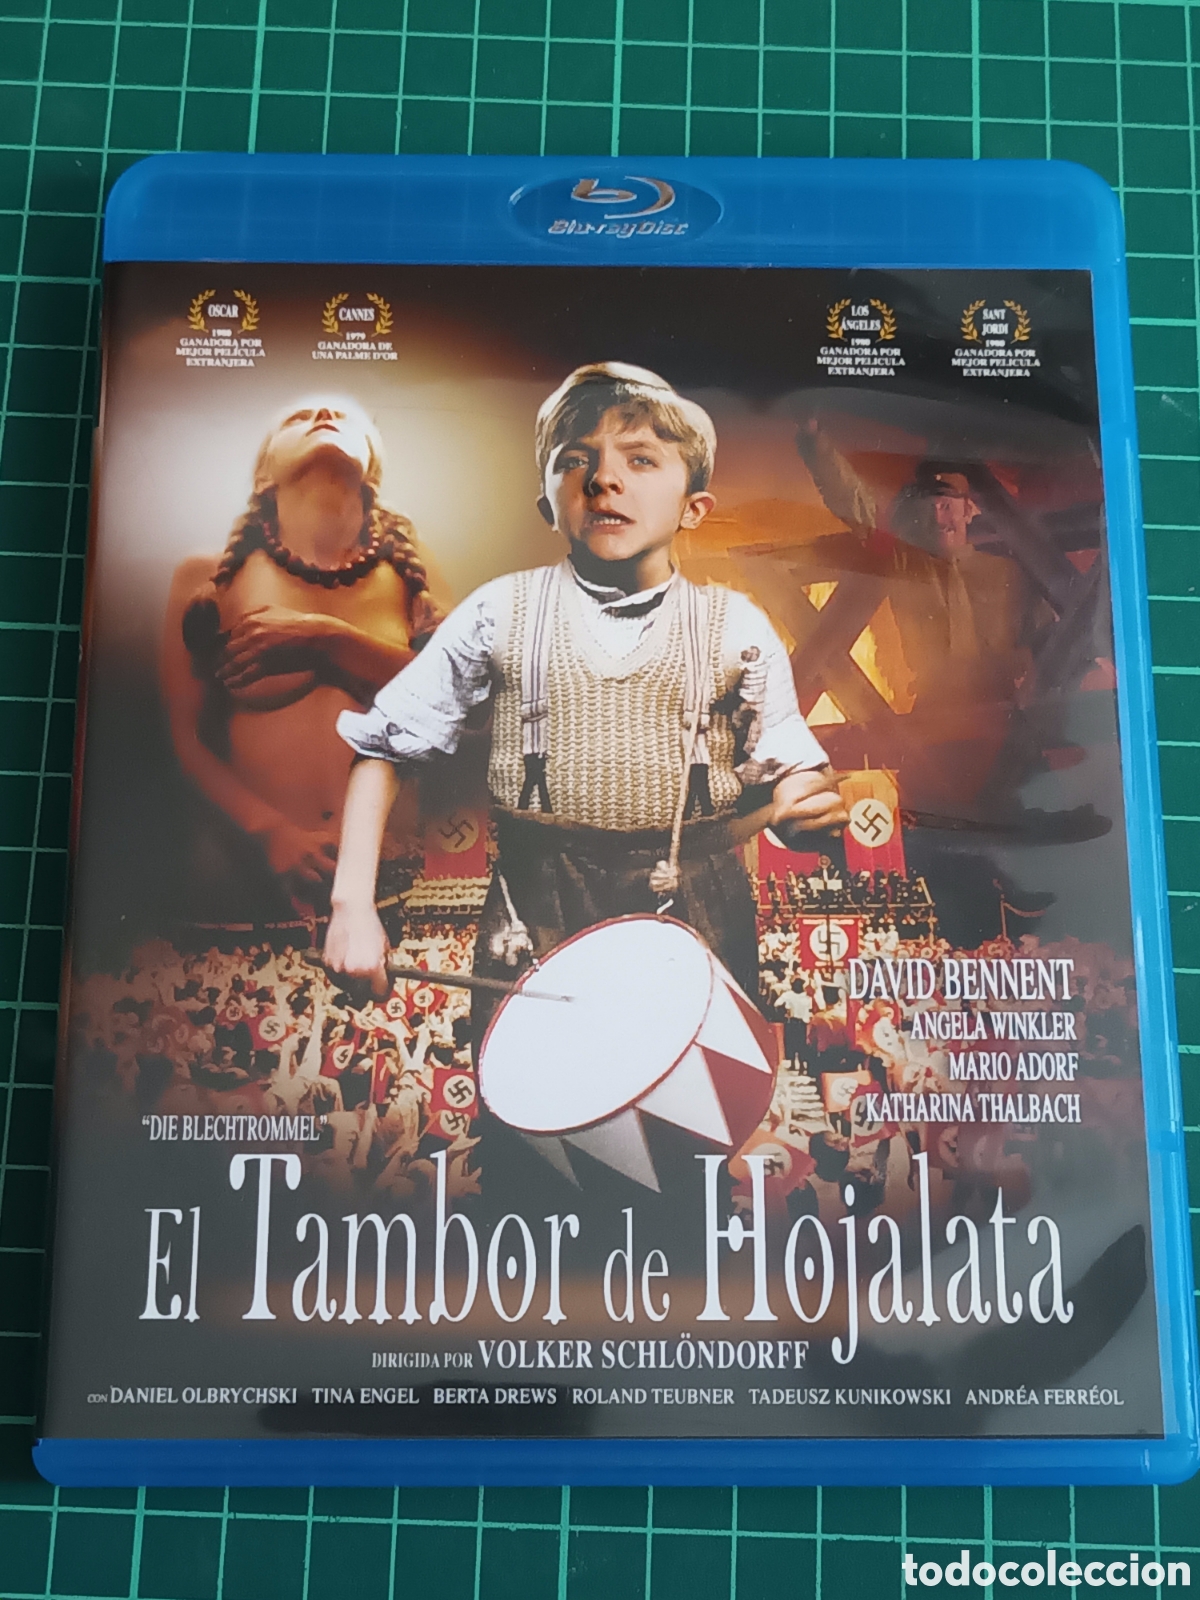 Blu-ray Disc
OSCAR
1980
GANADORA POR
MEJOR PELÍCULA
EXTRANJERA
CANNES
1979
GANADORA DE
UNA PALME D'OR
LOS
ÁNGELES
1980
GANADORA POR
MEJOR PELICULA
EXTRANJERA
SANT
JORDI
1980
GANADORA POR
MEJOR PELICULA
EXTRANJERA
DAVID BENNENT
ANGELA WINKLER
MARIO ADORF
KATHARINA THALBACH
"DIE BLECHTROMMEL"
El Tambor de Hojalata
DIRIGIDA POR VOLKER SCHLÖNDORFF
CON DANIEL OLBRYCHSKI TINA ENGEL BERTA DREWS ROLAND TEUBNER TADEUSZ KUNIKOWSKI ANDRÉA FERRÉOL
todocoleccion